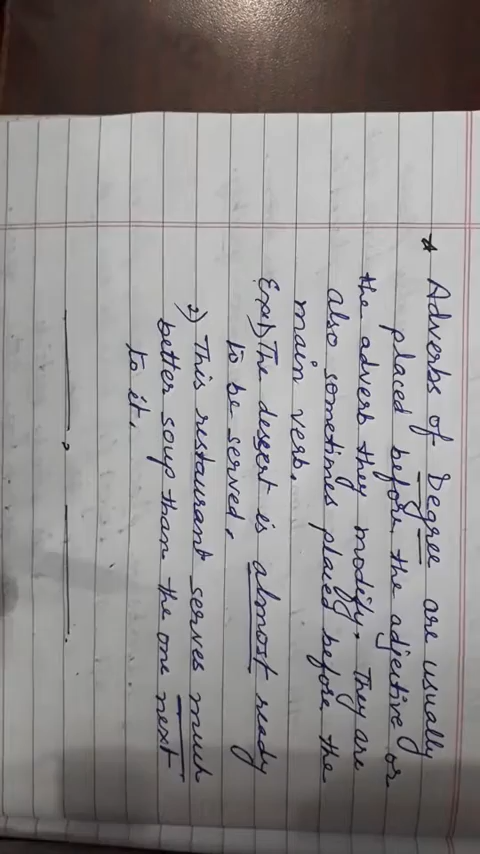 * Adverbs of Degree are usually
placed before the adjective or
the adverb they modify. They are
also sometimes placed before the
main verb.
Ex:1) The desert is almost ready
to be served.
2) This restaurant serves much
better soup than the one next
to it.